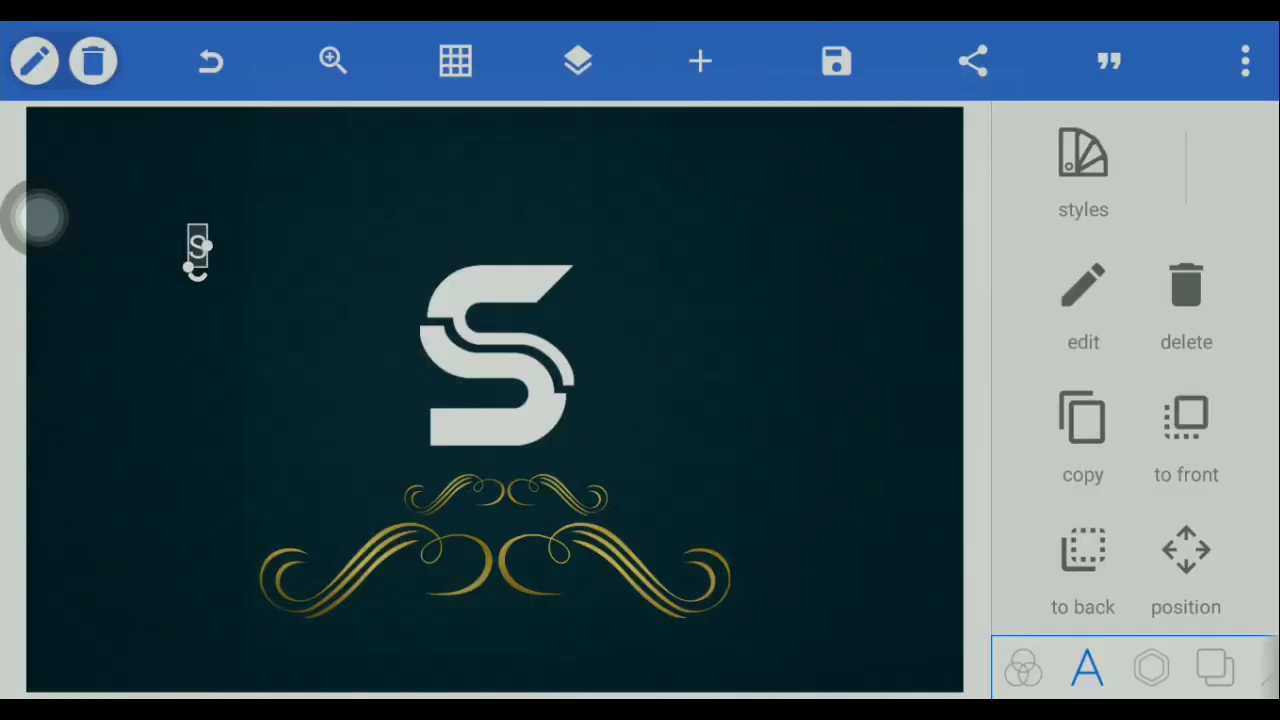 S
S
styles
edit
delete
copy
to front
to back
position
A